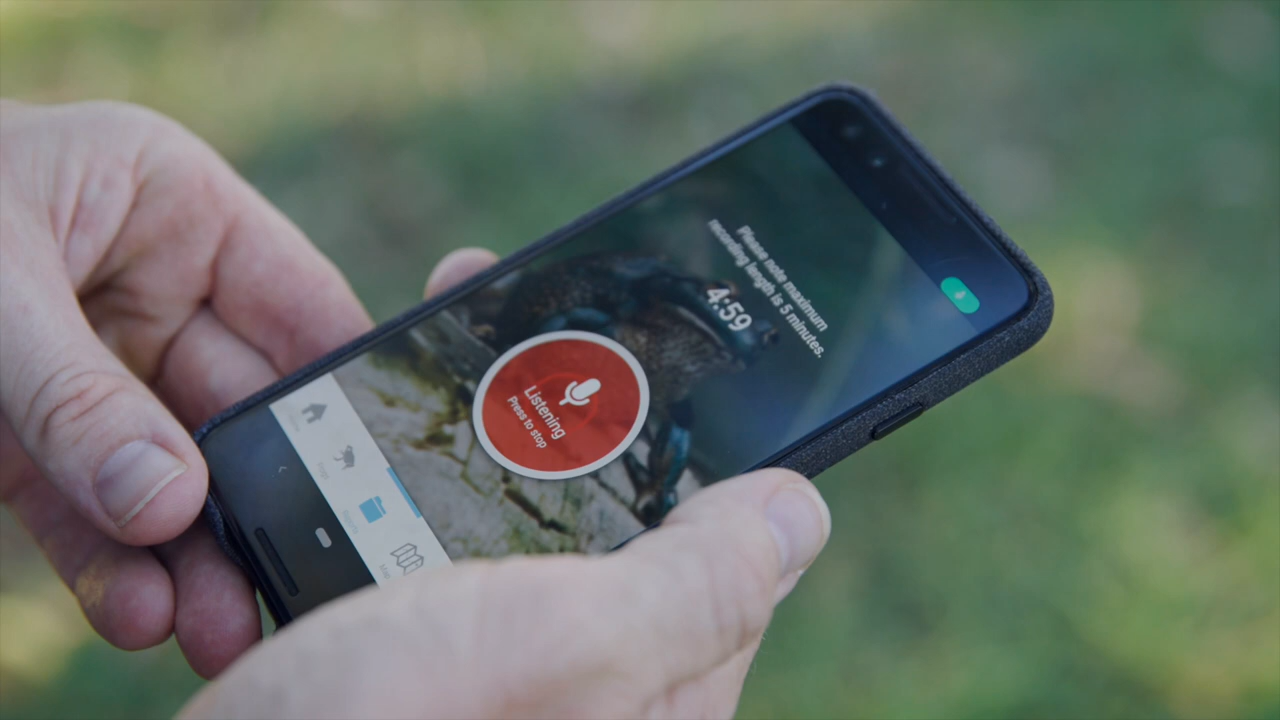 Please note maximum
recording length is 5 minutes.
4:59
Listening
Press to stop